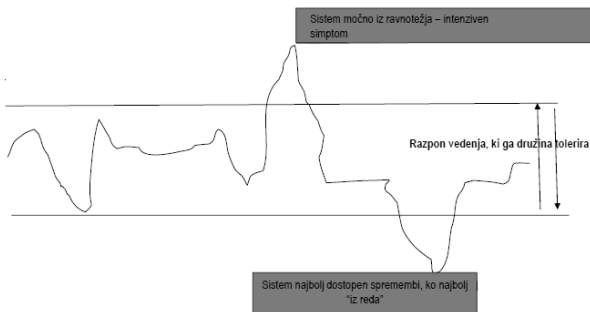 Sistem močno iz ravnotežja – intenziven
simptom
Razpon vedenja, ki ga družina tolerira
Sistem najbolj dostopen spremembi, ko najbolj
“iz reda”